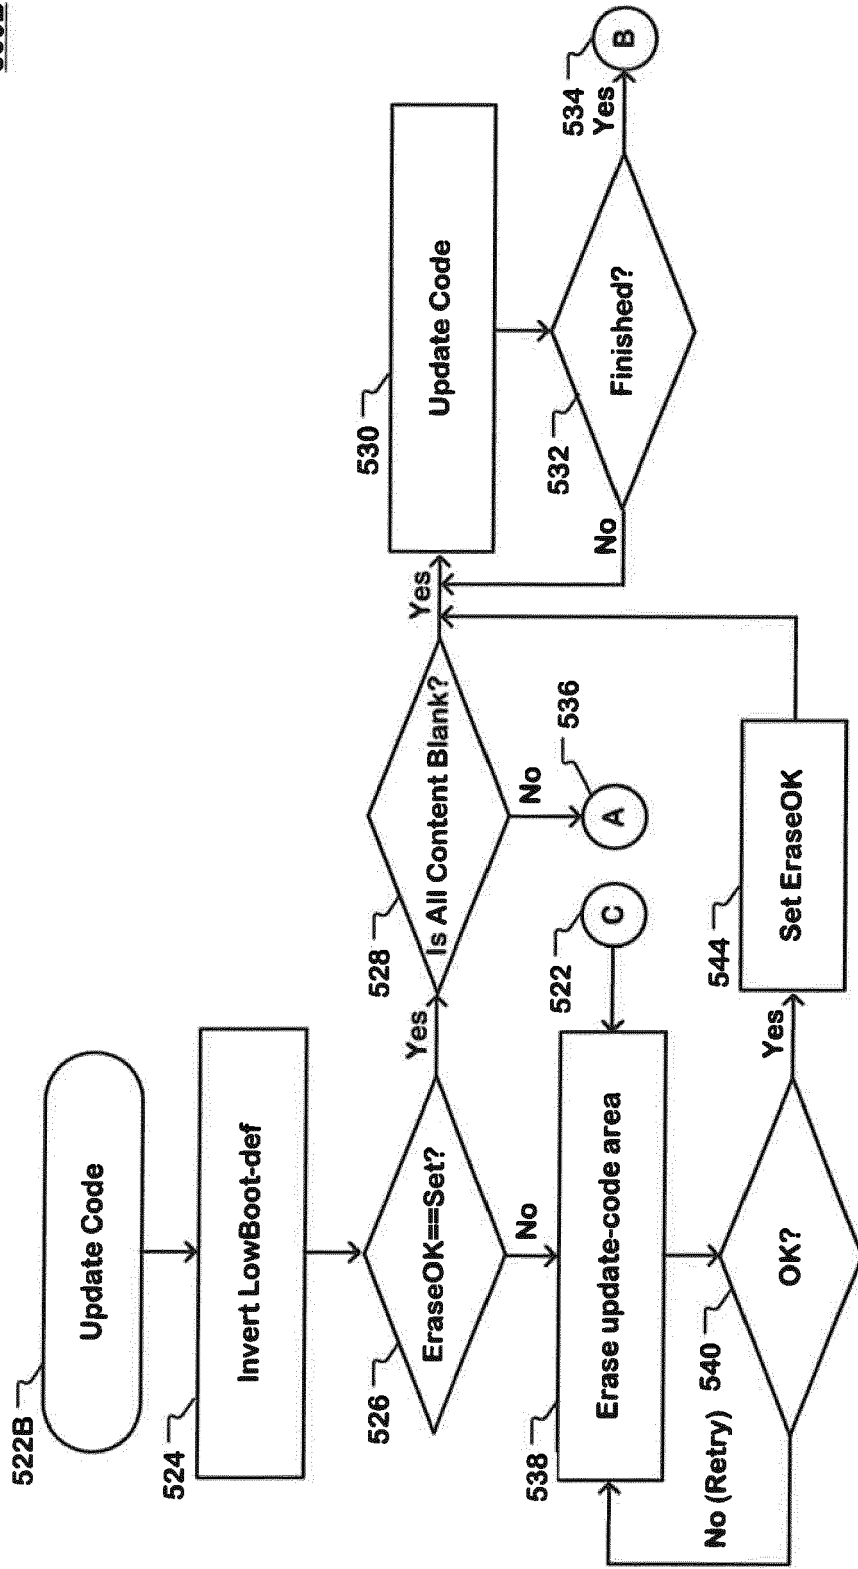 522B
Update Code
524
Invert LowBoot-def
526
EraseOK==Set?
Yes
No
528
Is All Content Blank?
Yes
No
536
A
530
Update Code
532
Finished?
No
534
Yes
B
522
C
538
Erase update-code area
No (Retry)
540
OK?
Yes
544
Set EraseOK